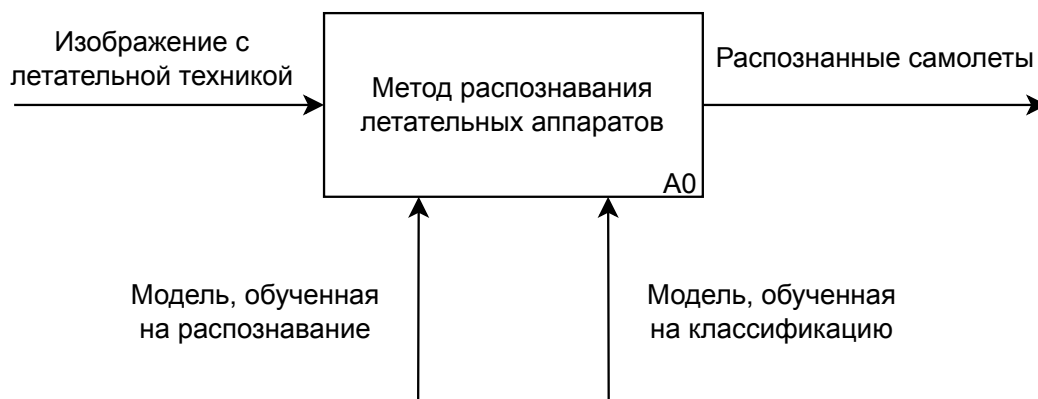 Изображение с
летательной техникой
Метод распознавания
летательных аппаратов
A0
Распознанные самолеты
Модель, обученная
на распознавание
Модель, обученная
на классификацию